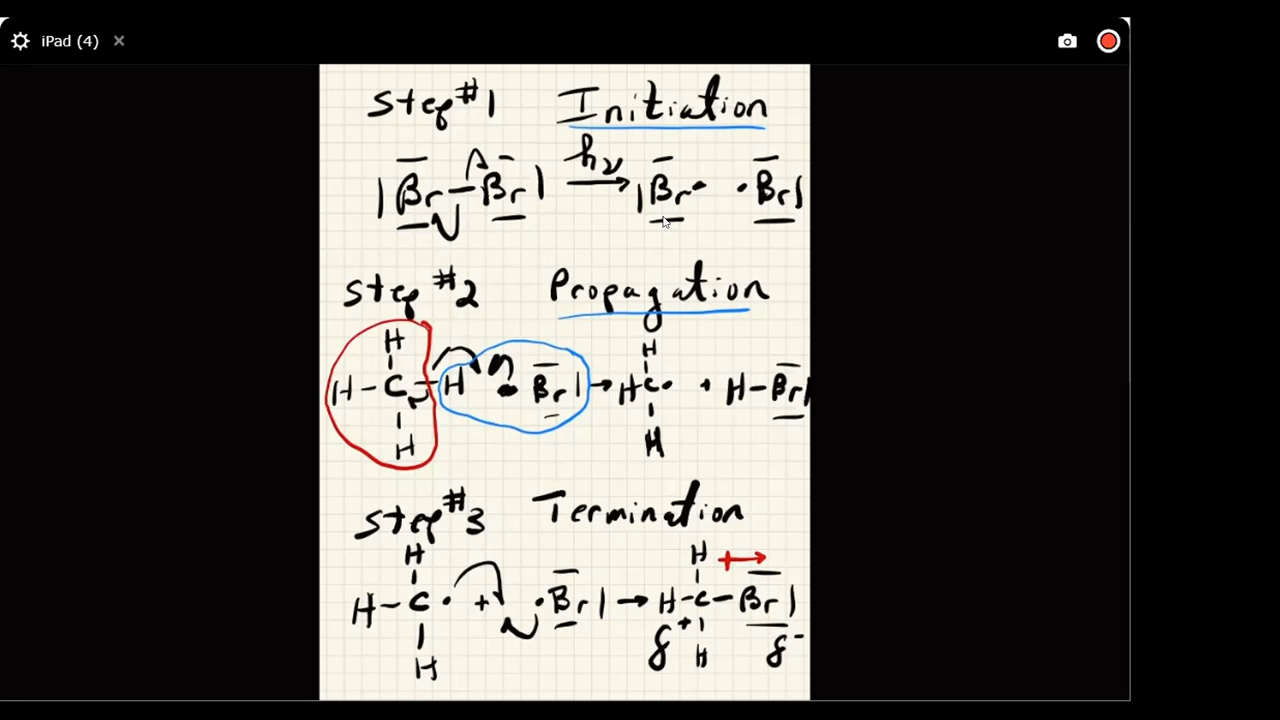 iPad (4) ×
Step #1 Initiation
|Br–Br| hν → |Br· ·Br|
Step #2 Propagation
H H
H–C–H · Br| → HC· + H–Br|
H H
Step #3 Termination
H H
H–C· + ·Br| → H–C–Br|
δ+ δ-
H H